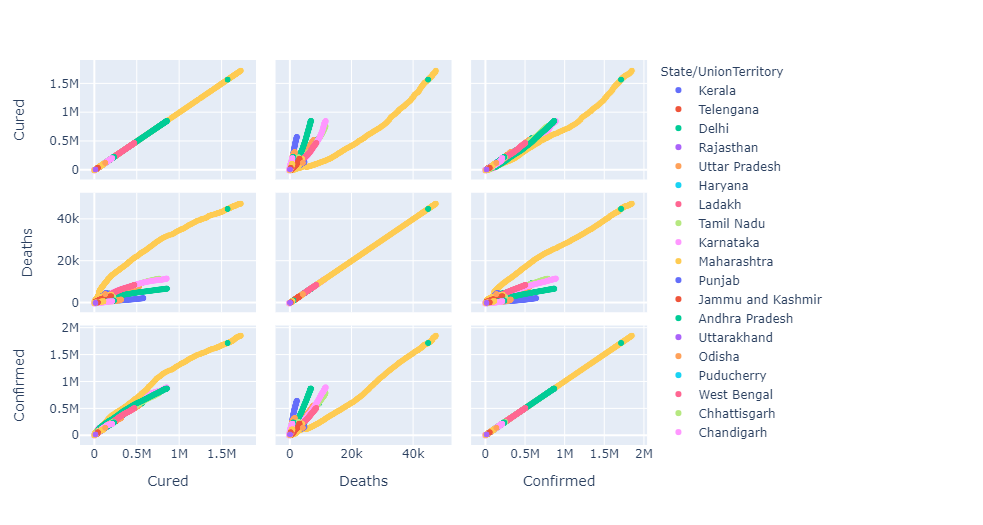 State/UnionTerritory
Kerala
Telengana
Delhi
Rajasthan
Uttar Pradesh
Haryana
Ladakh
Tamil Nadu
Karnataka
Maharashtra
Punjab
Jammu and Kashmir
Andhra Pradesh
Uttarakhand
Odisha
Puducherry
West Bengal
Chhattisgarh
Chandigarh
Cured
1.5M
1M
0.5M
0
Deaths
40k
20k
0
Confirmed
2M
1.5M
1M
0.5M
0
0 0.5M 1M 1.5M
0 20k 40k
0 0.5M 1M 1.5M 2M
Cured
Deaths
Confirmed